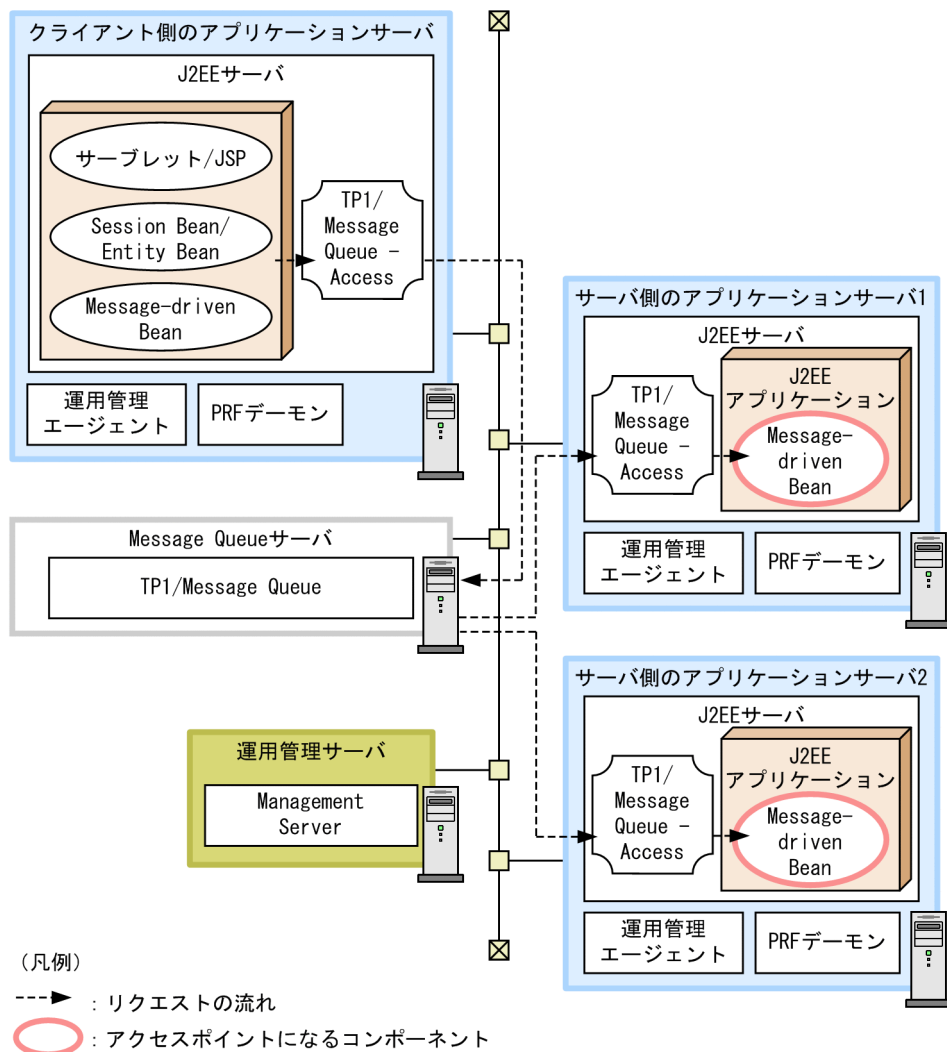 クライアント側のアプリケーションサーバ
J2EEサーバ
サーブレット/JSP
Session Bean/
Entity Bean
Message-driven
Bean
TP1/
Message
Queue -
Access
運用管理
エージェント
PRFデーモン
サーバ側のアプリケーションサーバ1
J2EEサーバ
TP1/
Message
Queue -
Access
J2EE
アプリケーション
Message-
driven
Bean
運用管理
エージェント
PRFデーモン
Message Queueサーバ
TP1/Message Queue
サーバ側のアプリケーションサーバ2
J2EEサーバ
TP1/
Message
Queue -
Access
J2EE
アプリケーション
Message-
driven
Bean
運用管理
エージェント
PRFデーモン
運用管理サーバ
Management
Server
（凡例）
：リクエストの流れ
：アクセスポイントになるコンポーネント